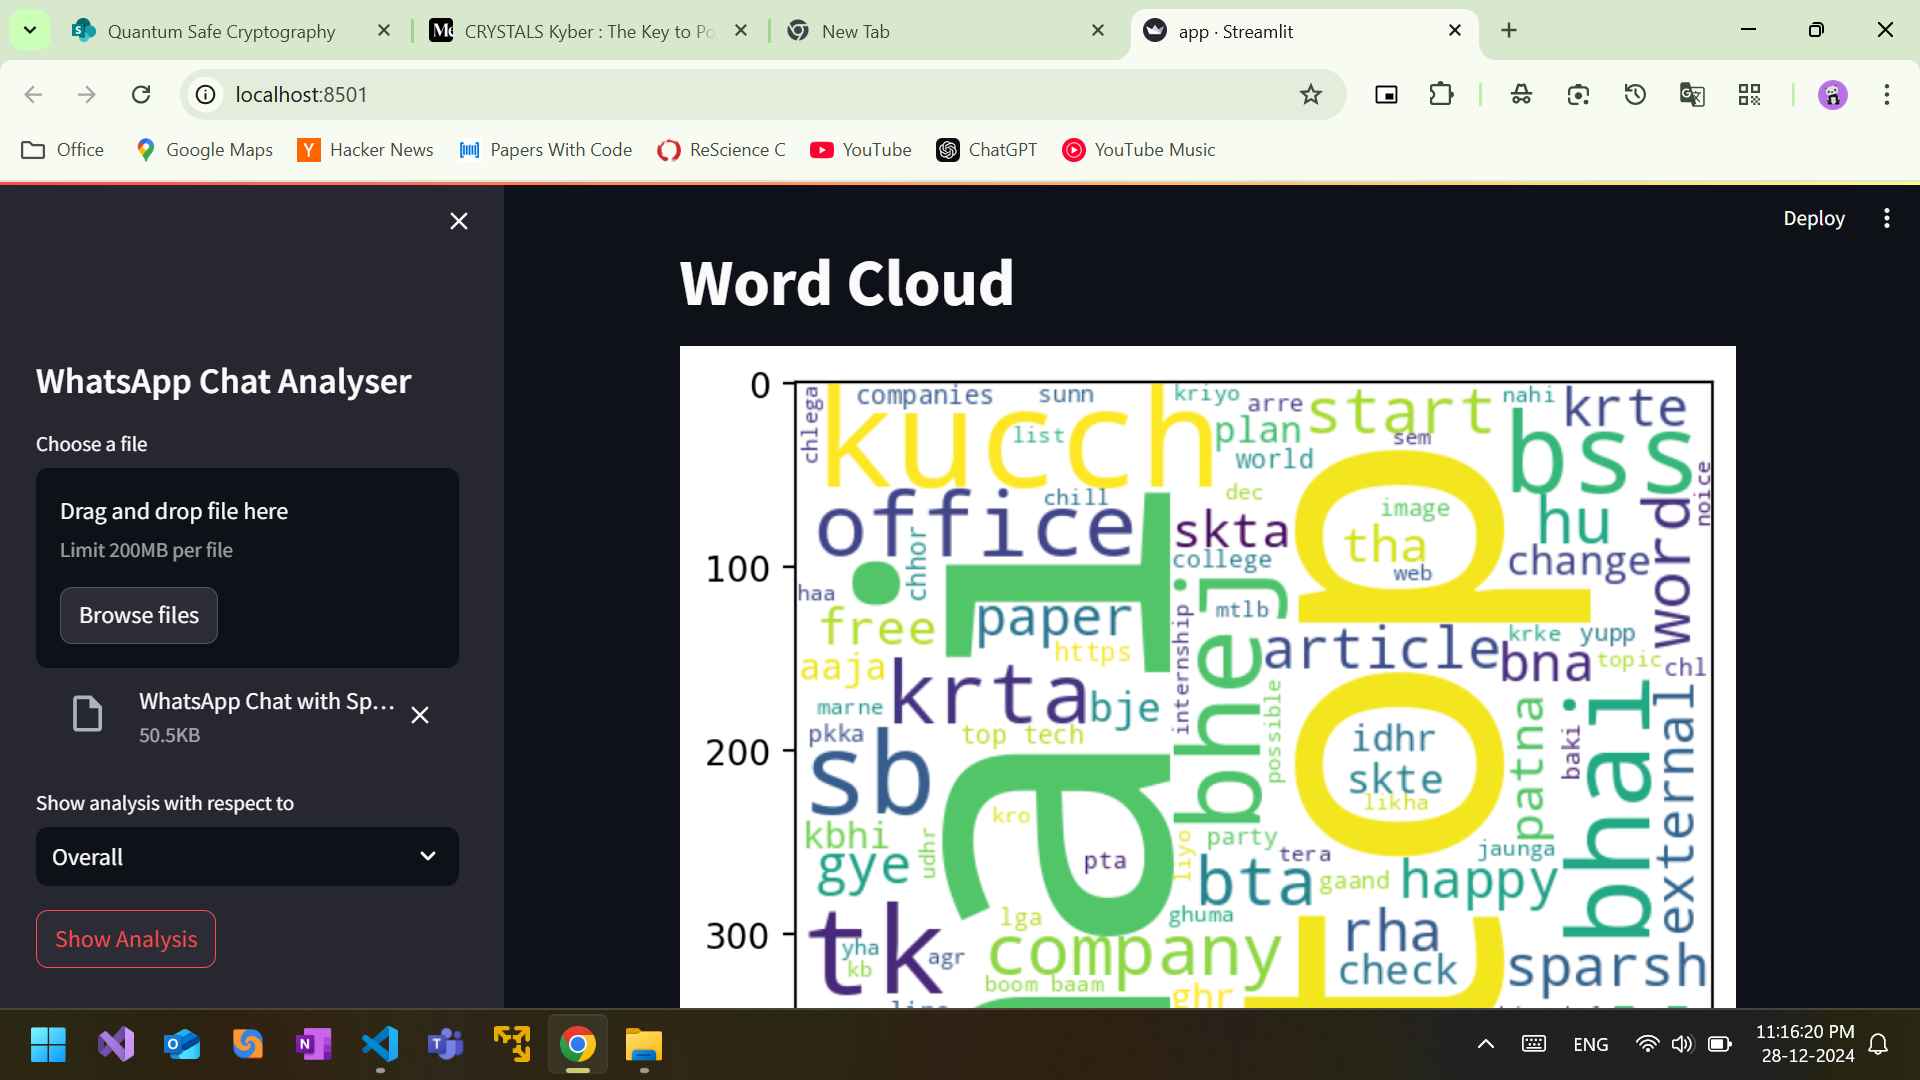 Quantum Safe Cryptography
CRYSTALS Kyber : The Key to Po
New Tab
app · Streamlit
localhost:8501
Office
Google Maps
Hacker News
Papers With Code
ReScience C
YouTube
ChatGPT
YouTube Music
Deploy
WhatsApp Chat Analyser
Choose a file
Drag and drop file here
Limit 200MB per file
Browse files
WhatsApp Chat with Sp...
50.5KB
Show analysis with respect to
Overall
Show Analysis
Word Cloud
0
100
200
300
chlega
companies
sunn
kriyo
arre
start
nahi
krte
kucch
list
plan
sem
bss
world
noice
chill
dec
image
office
skta
tha
hu
word
chhor
college
web
change
haa
j
mtlb
free
paper
https
internship
article
krke
yupp
aaja
bna
topic
chl
krta
bje
bhej
marne
possible
patna
baki
bhai
external
pkka
top tech
idhr
sb
skte
likha
kro
kbhi
udhr
party
gye
pta
liyo
tera
jaunga
bta
gaand
happy
lga
ghuma
tk
yha
kb
agr
company
rha
check
sparsh
boom baam
ghr
ENG
11:16:20 PM
28-12-2024